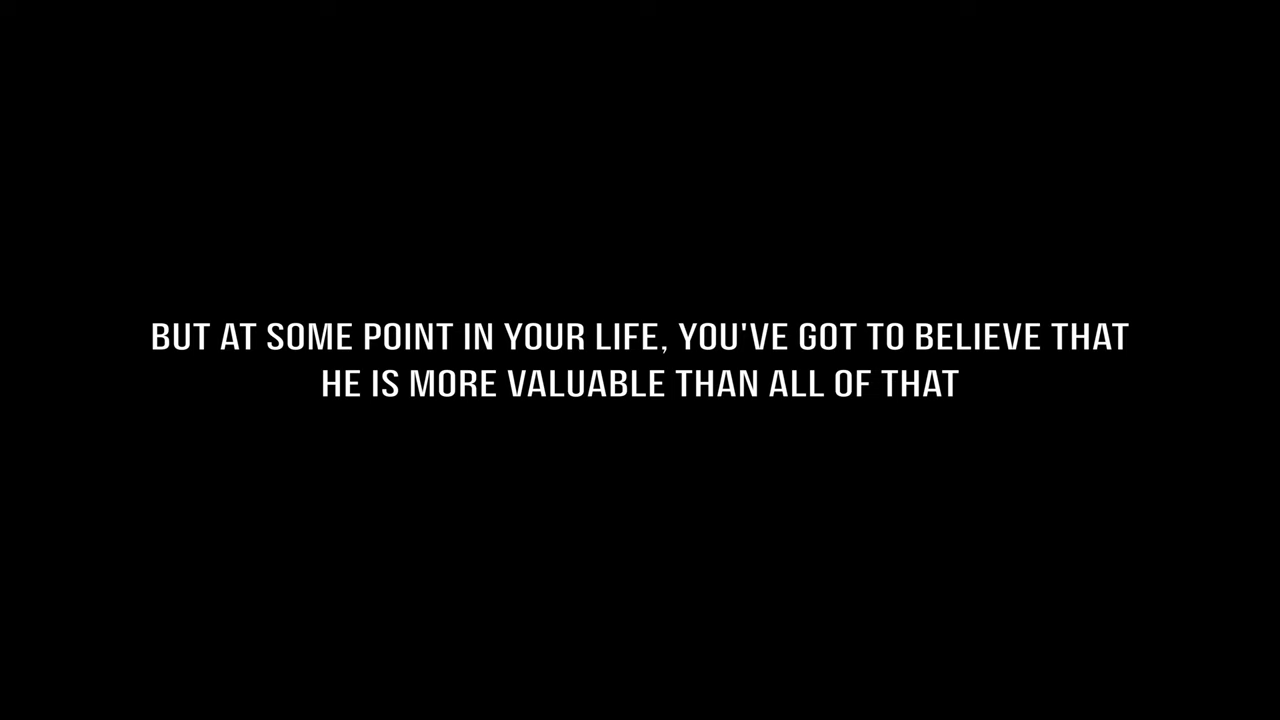 BUT AT SOME POINT IN YOUR LIFE, YOU'VE GOT TO BELIEVE THAT
HE IS MORE VALUABLE THAN ALL OF THAT